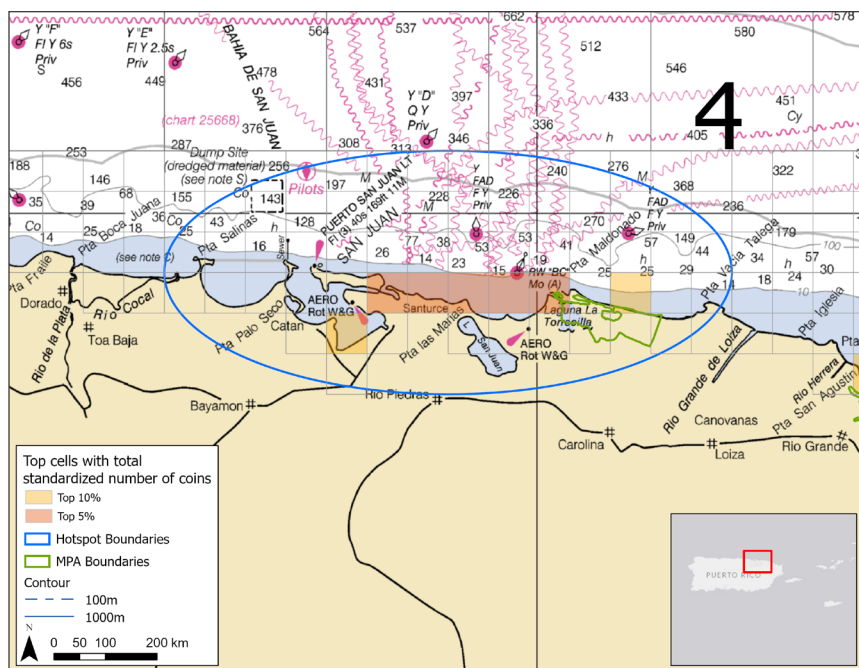 4
Y "F"
Fl Y 6s
Priv
S
Y "E"
Fl Y 2.5s
Priv
456
449
BAHIA DE SAN JUAN
478
564
537
662
578
580
512
546
431
397
Y "D"
Q Y
Priv
433
451
Cy
(chart 25668)
376
336
346
h
405
287
308
313
253
Dump Site
(dredged material)
(see note S)
256
188
146
197
M
240
276
M
322
Pilots
226
228
368
35
68
39
155
Co
143
M
Y
FAD
F Y
Priv
Y
FAD
F Y
Priv
236
Co
14
25
18
36
Co
25
43
h
128
270
179
100
PUERTO SAN JUAN LT
Fl (3) 40s 169ft 11M
SAN JUAN
Pta Boca Juana
Pta Salinas
(see note C)
16
Sewer
26
77
38
53
53
14
23
15
19
41
57
149
44
34
57
h
25
25
29
14
18
h
24
30
10
RW "BC"
Mo (A)
Pta Maldonado
Pta Vacia Talega
Pta Iglesia
Pta Fraile
Dorado
Rio Cocal
Rio de la Plata
Toa Baja
Pta Palo Seco
Catan
AERO
Rot W&G
Santurce
Pta las Marias
L. San Juan
Laguna La
Torrecilla
AERO
Rot W&G
Rio Grande de Loiza
Rio Herrera
Pta San Agustin
Pta
Bayamon
Rio Piedras
Carolina
Canovanas
Loiza
Rio Grande
Top cells with total
standardized number of coins
Top 10%
Top 5%
Hotspot Boundaries
MPA Boundaries
Contour
100m
1000m
N
0 50 100 200 km
PUERTO RICO